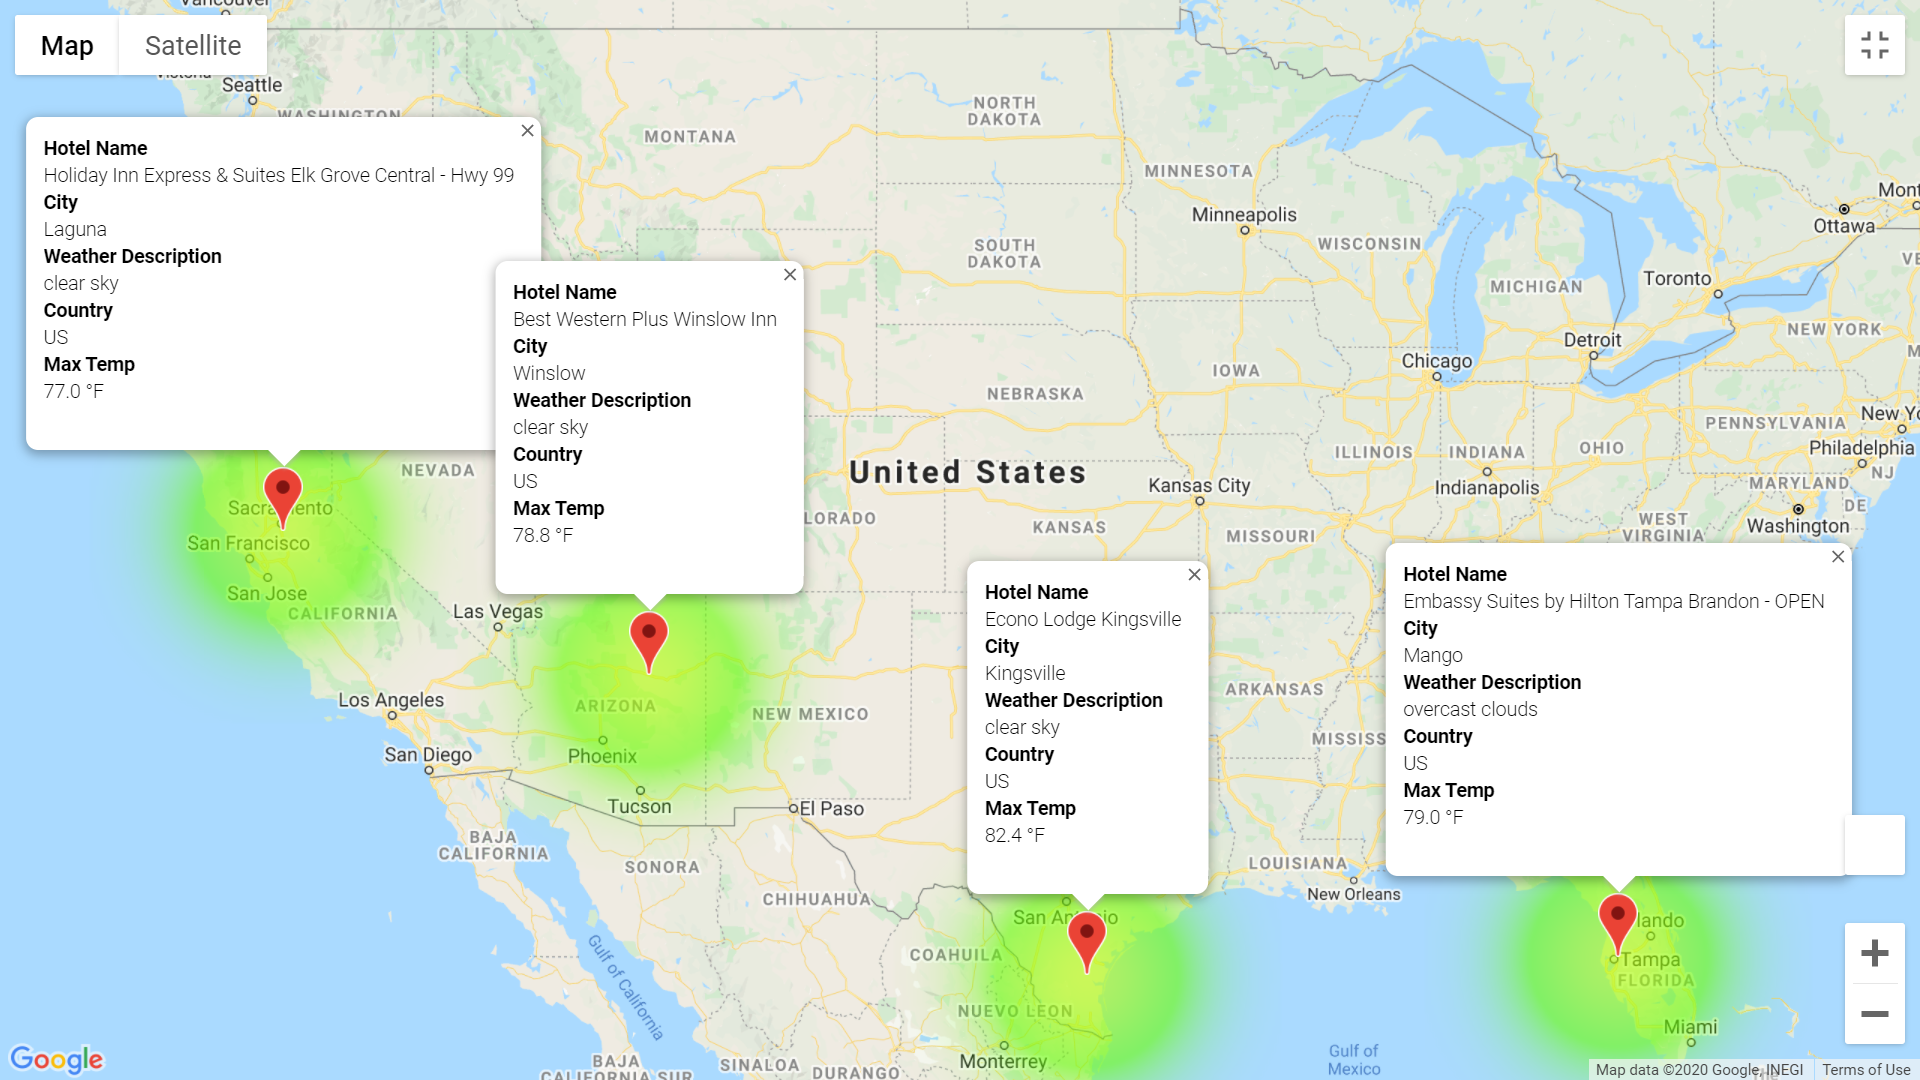 Vancouver
Map
Satellite
Victoria
Seattle
WASHINGTON
Hotel Name
Holiday Inn Express & Suites Elk Grove Central - Hwy 99
City
Laguna
Weather Description
clear sky
Country
US
Max Temp
77.0 °F
Hotel Name
Best Western Plus Winslow Inn
City
Winslow
Weather Description
clear sky
Country
US
Max Temp
78.8 °F
Hotel Name
Econo Lodge Kingsville
City
Kingsville
Weather Description
clear sky
Country
US
Max Temp
82.4 °F
Hotel Name
Embassy Suites by Hilton Tampa Brandon - OPEN
City
Mango
Weather Description
overcast clouds
Country
US
Max Temp
79.0 °F
MONTANA
NORTH
DAKOTA
MINNESOTA
Minneapolis
SOUTH
DAKOTA
WISCONSIN
MICHIGAN
Mont
Ottawa
VE
Toronto
NEW YORK
M
Detroit
Chicago
IOWA
NEBRASKA
PENNSYLVANIA
New Yo
Philadelphia
NJ
ILLINOIS
INDIANA
OHIO
Indianapolis
MARYLAND
DE
Washington
WEST
VIRGINIA
United States
Kansas City
KANSAS
MISSOURI
LORADO
NEVADA
Sacramento
San Francisco
San Jose
CALIFORNIA
Las Vegas
Los Angeles
San Diego
ARIZONA
Phoenix
Tucson
NEW MEXICO
El Paso
ARKANSAS
MISSISS
LOUISIANA
New Orleans
BAJA
CALIFORNIA
SONORA
CHIHUAHUA
San Antonio
COAHUILA
NUEVO LEON
Monterrey
Gulf of California
BAJA
CALIFORNIA SUR
SINALOA
DURANGO
lando
Tampa
FLORIDA
Miami
Gulf of
Mexico
Google
Map data ©2020 Google, INEGI
Terms of Use